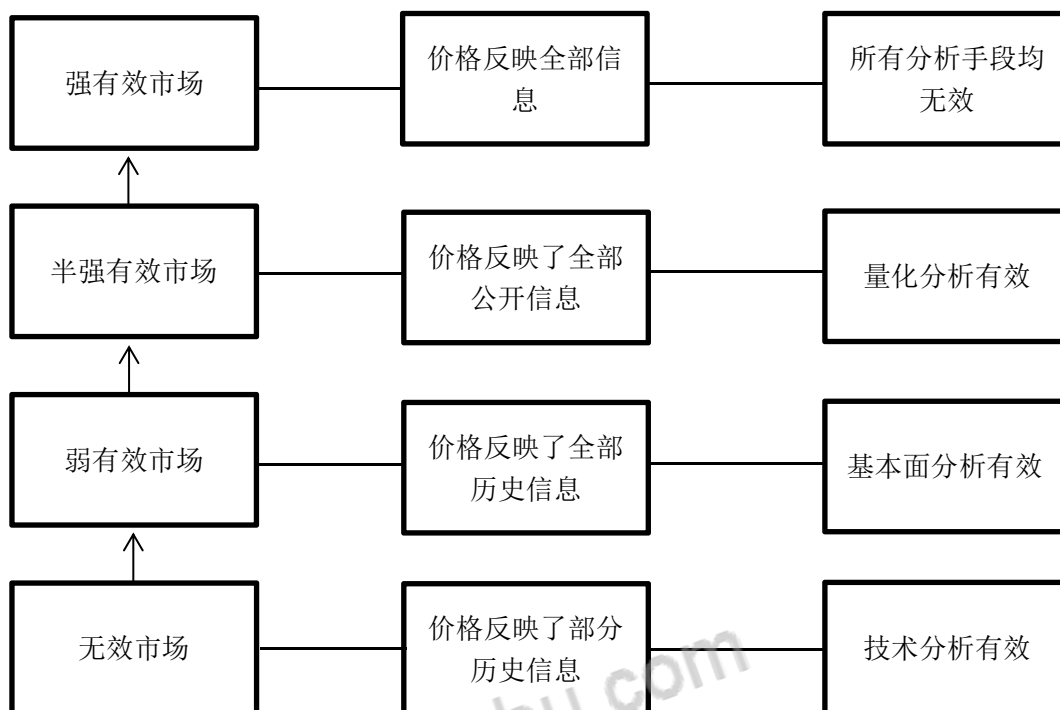 强有效市场
价格反映全部信
息
所有分析手段均
无效
半强有效市场
价格反映了全部
公开信息
量化分析有效
弱有效市场
价格反映了全部
历史信息
基本面分析有效
无效市场
价格反映了部分
历史信息
技术分析有效